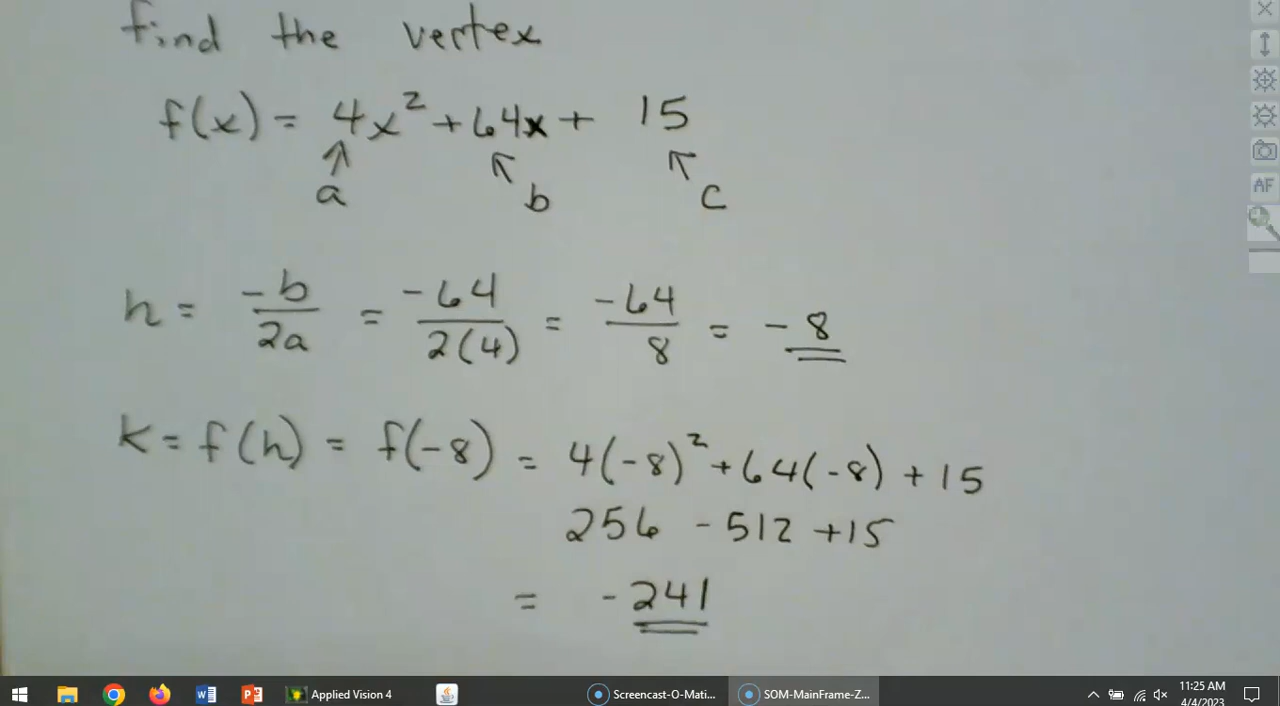 find the vertex
f(x) = 4x² + 64x + 15
a b c
h = -b/2a = -64/2(4) = -64/8 = -8
k = f(h) = f(-8) = 4(-8)² + 64(-8) + 15
256 - 512 + 15
= -241
AF
Applied Vision 4
Screencast-O-Mati...
SOM-MainFrame-Z...
11:25 AM
4/4/2023